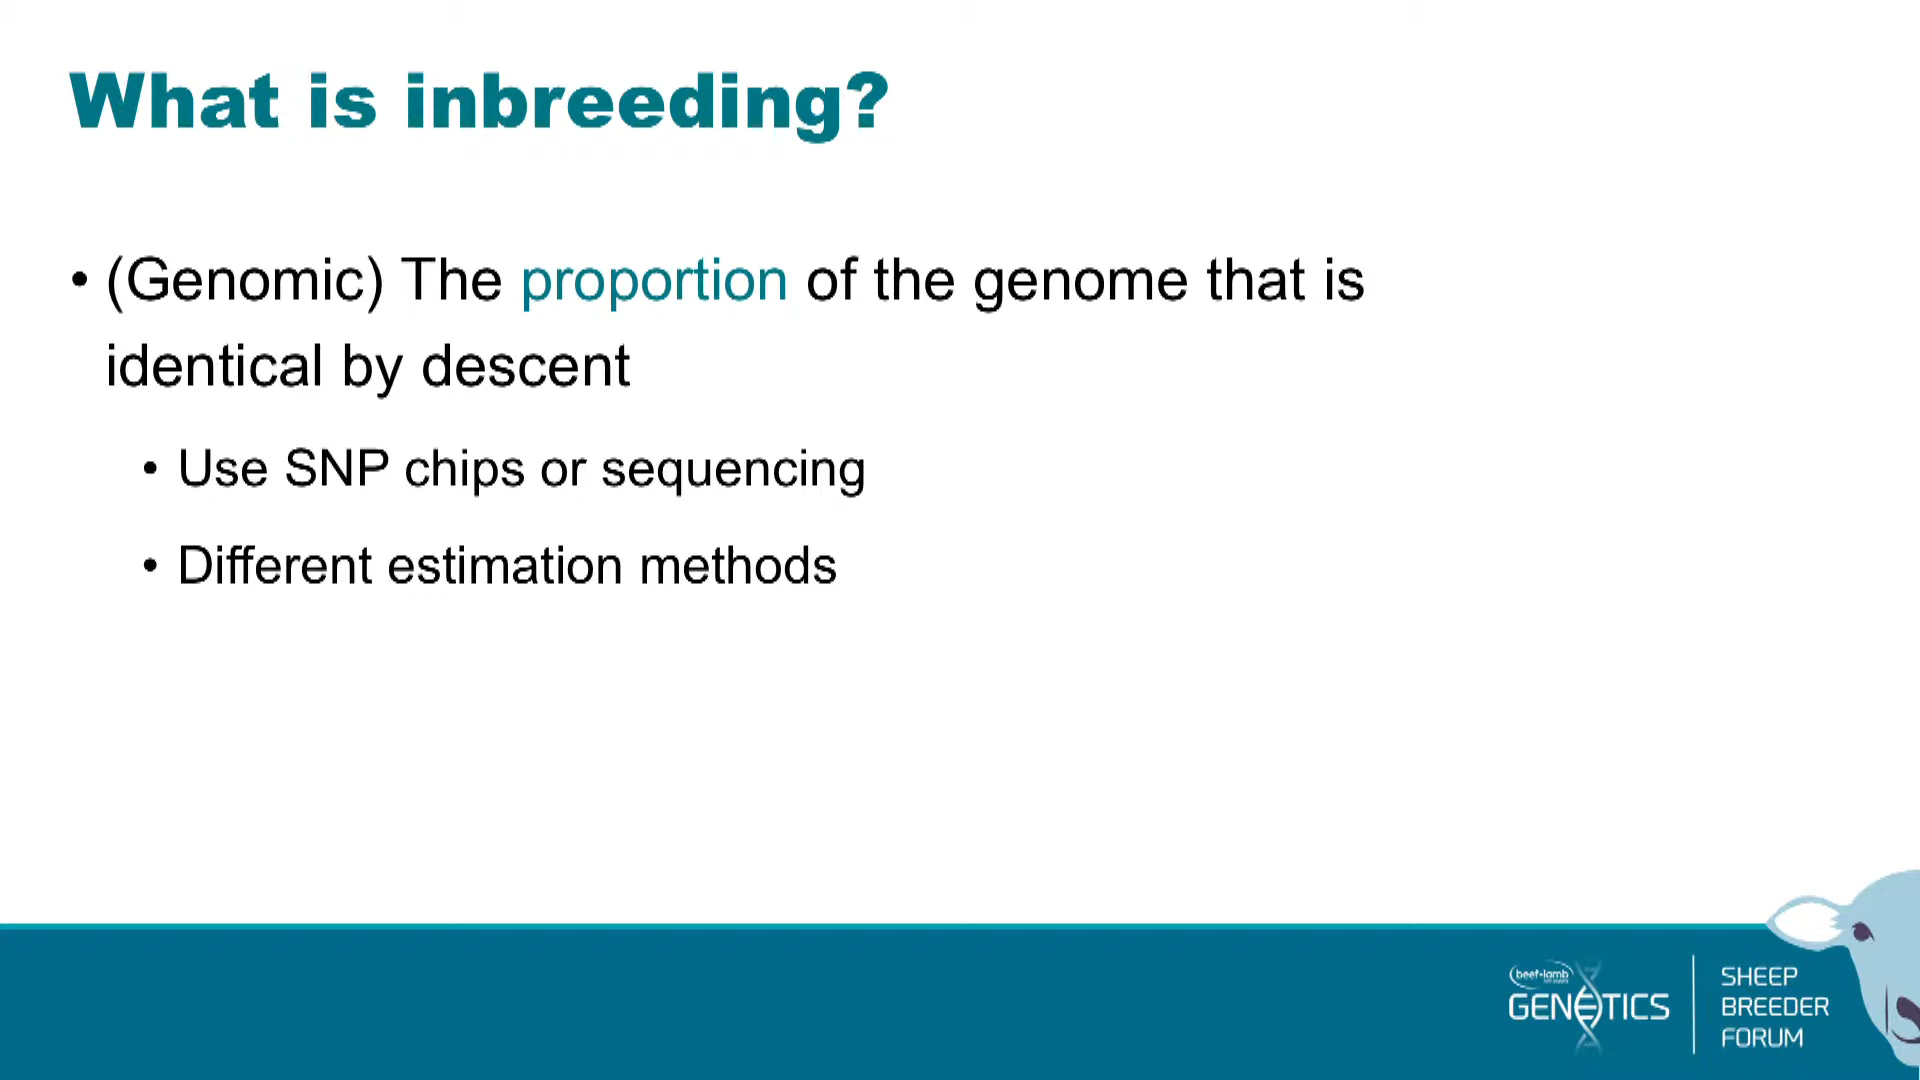 What is inbreeding?
• (Genomic) The proportion of the genome that is
identical by descent
• Use SNP chips or sequencing
• Different estimation methods
beef+lamb
GENETICS
SHEEP
BREEDER
FORUM